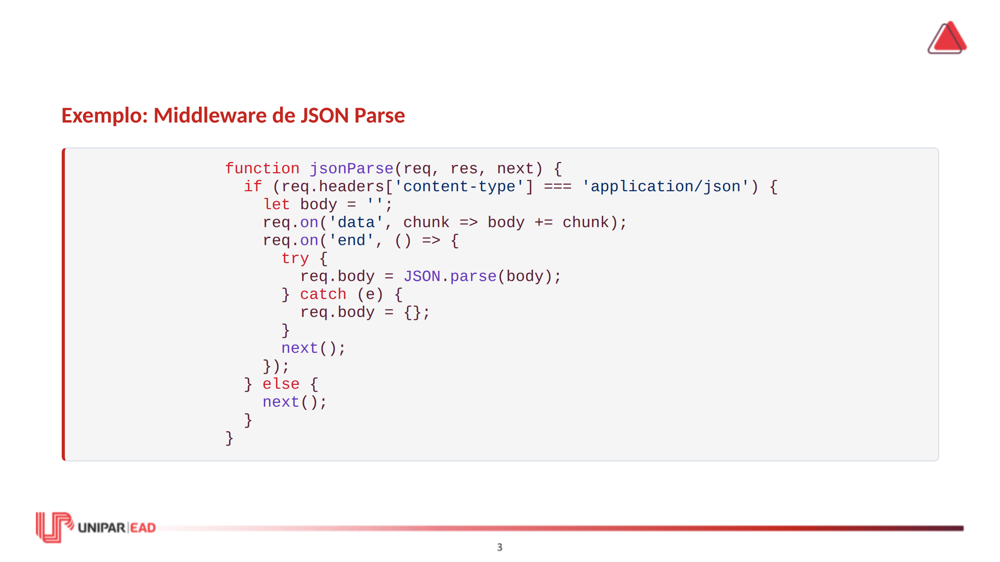 Exemplo: Middleware de JSON Parse
function jsonParse(req, res, next) {
  if (req.headers['content-type'] === 'application/json') {
    let body = '';
    req.on('data', chunk => body += chunk);
    req.on('end', () => {
      try {
        req.body = JSON.parse(body);
      } catch (e) {
        req.body = {};
      }
      next();
    });
  } else {
    next();
  }
}
UNIPAR|EAD
3